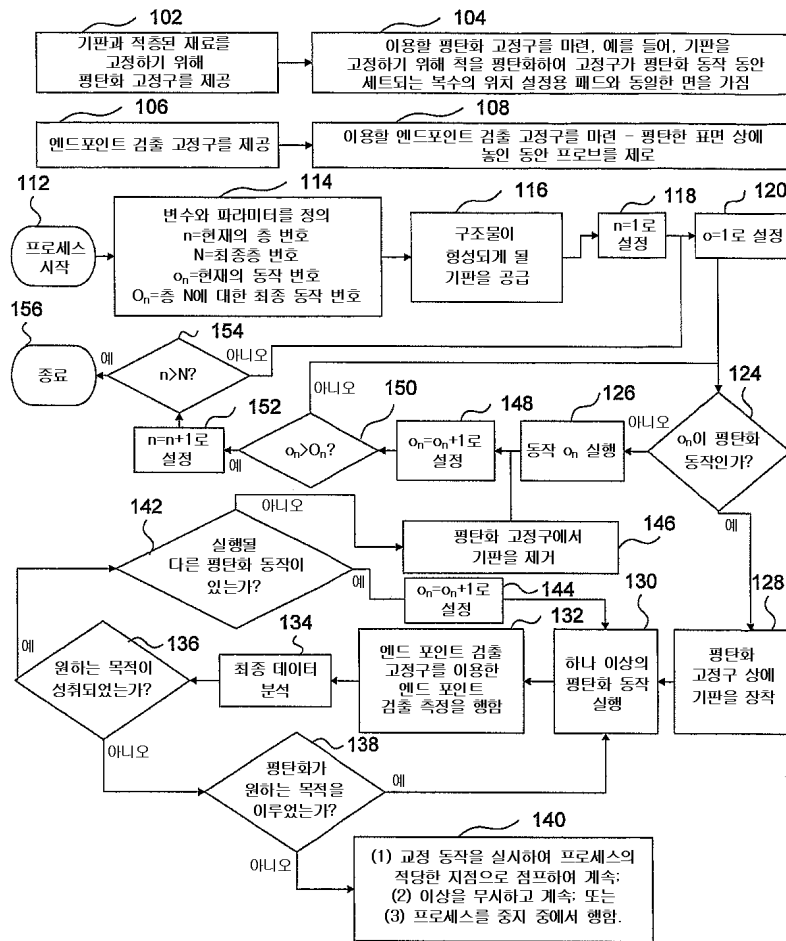 102
기판과 적층된 재료를
고정하기 위해
평탄화 고정구를 제공
104
이용할 평탄화 고정구를 마련, 예를 들어, 기판을
고정하기 위해 척을 평탄화하여 고정구가 평탄화 동작 동안
세트되는 복수의 위치 설정용 패드와 동일한 면을 가짐
106
엔드포인트 검출 고정구를 제공
108
이용할 엔드포인트 검출 고정구를 마련 – 평탄한 표면 상에
놓인 동안 프로브를 제로
112
프로세스
시작
114
변수와 파라미터를 정의
n=현재의 층 번호
N=최종층 번호
oₙ=현재의 동작 번호
Oₙ=층 N에 대한 최종 동작 번호
116
구조물이
형성되게 될
기판을 공급
118
n=1로
설정
120
o=1로 설정
156
종료
예
154
n>N?
아니오
152
n=n+1로
설정
아니오
150
oₙ>Oₙ?
예
148
oₙ=oₙ+1로
설정
126
동작 oₙ 실행
아니오
124
oₙ이 평탄화
동작인가?
예
142
실행될
다른 평탄화 동작이
있는가?
아니오
예
146
평탄화 고정구에서
기판을 제거
144
oₙ=oₙ+1로
설정
예
136
원하는 목적이
성취되었는가?
아니오
134
최종 데이터
분석
132
엔드 포인트 검출
고정구를 이용한
엔드 포인트
검출 측정을 행함
130
하나 이상의
평탄화 동작
실행
128
평탄화
고정구 상에
기판을 장착
138
평탄화가
원하는 목적을
이루었는가?
예
아니오
140
(1) 교정 동작을 실시하여 프로세스의
적당한 지점으로 점프하여 계속;
(2) 이상을 무시하고 계속; 또는
(3) 프로세스를 중지 중에서 행함.